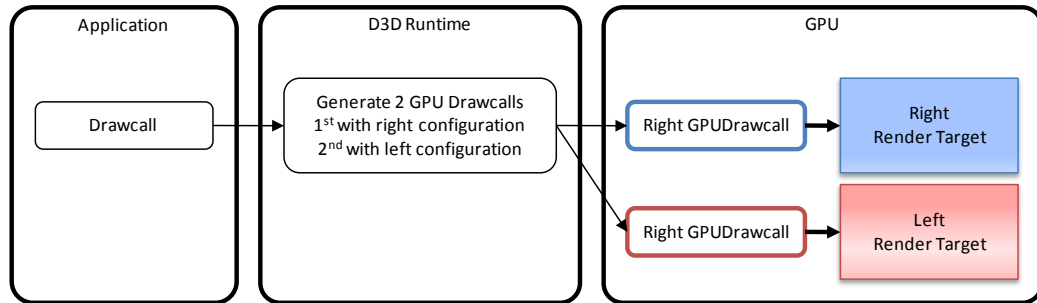 Application
D3D Runtime
GPU
Drawcall
Generate 2 GPU Drawcalls
1st with right configuration
2nd with left configuration
Right GPUDrawcall
Right
Render Target
Right GPUDrawcall
Left
Render Target